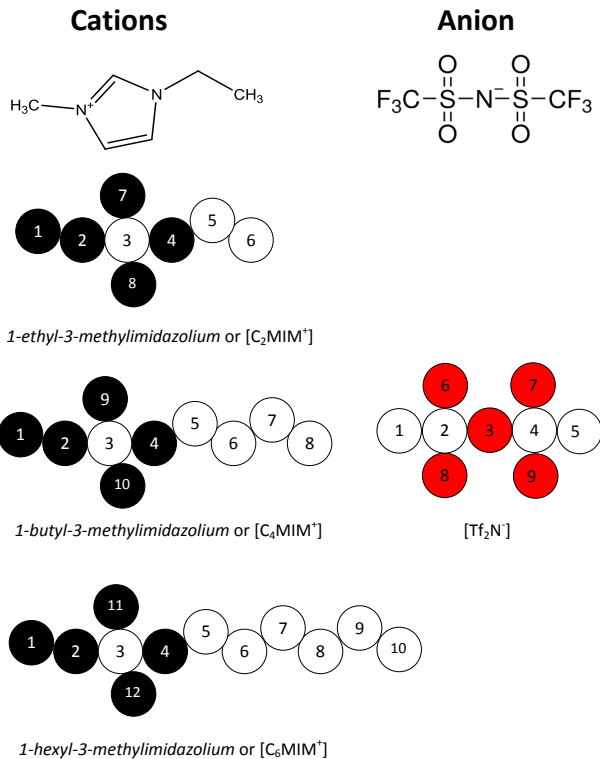 Cations
Anion
H₃C
N⁺
N
CH₃
O O
F₃C–S–N⁻–S–CF₃
O O
7
1 2 3 4 5 6
8
1-ethyl-3-methylimidazolium or [C₂MIM⁺]
9
1 2 3 4 5 6 7 8
10
1-butyl-3-methylimidazolium or [C₄MIM⁺]
6 7
1 2 3 4 5
8 9
[Tf₂N⁻]
11
1 2 3 4 5 6 7 8 9 10
12
1-hexyl-3-methylimidazolium or [C₆MIM⁺]